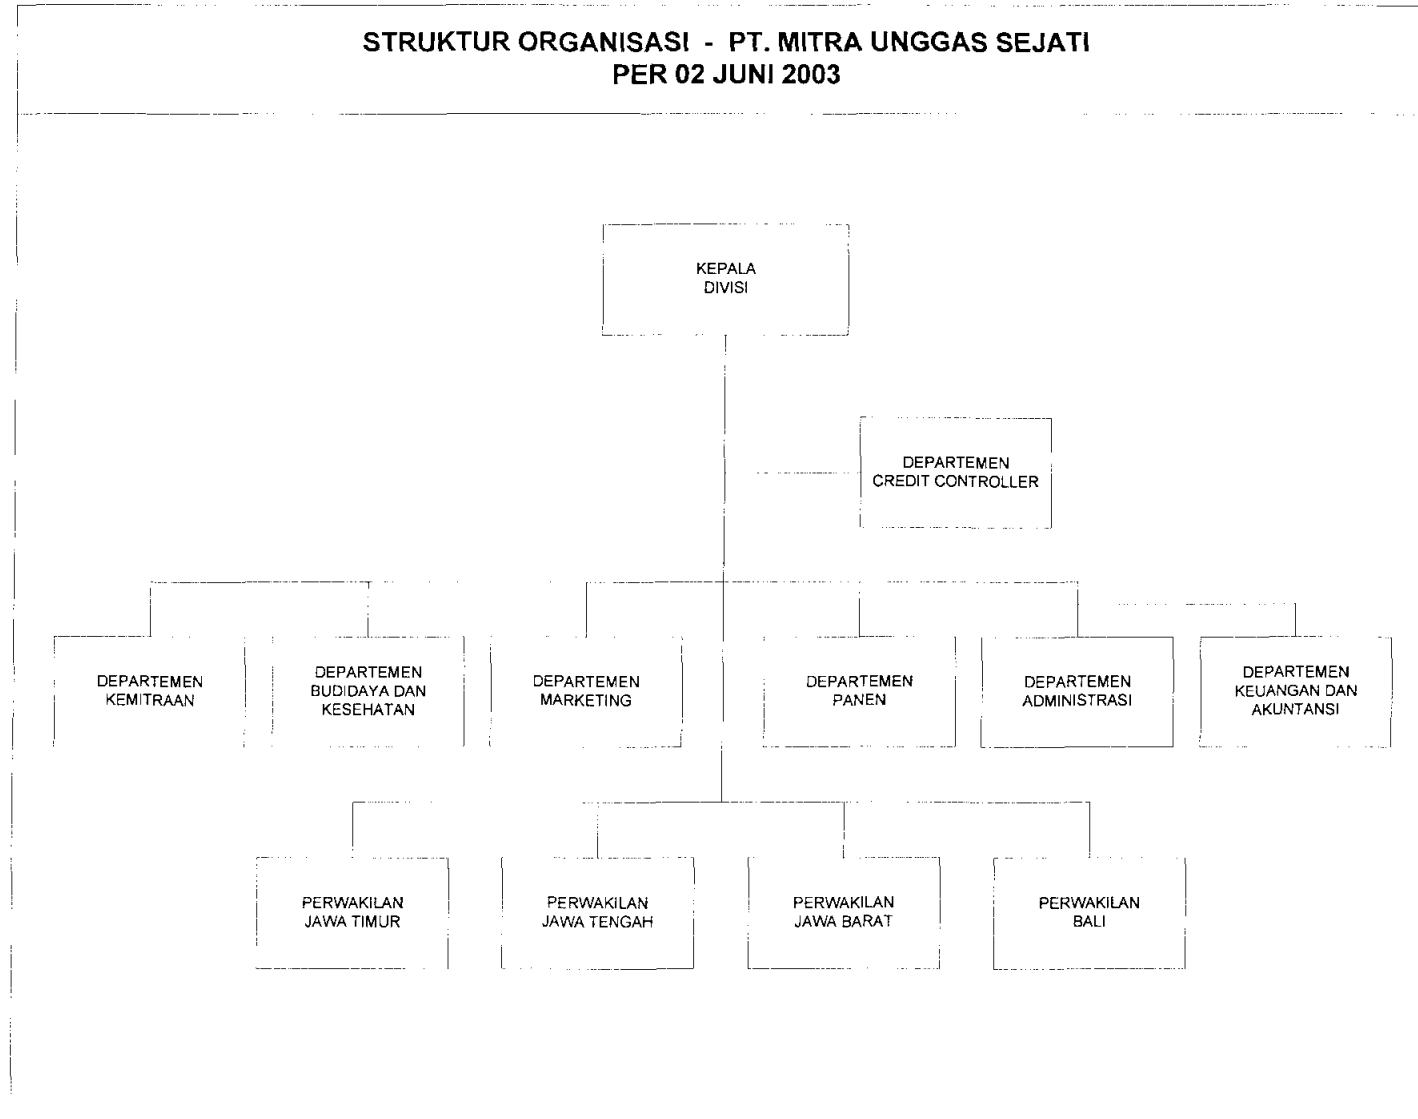 STRUKTUR ORGANISASI - PT. MITRA UNGGAS SEJATI
PER 02 JUNI 2003
KEPALA
DIVISI
DEPARTEMEN
CREDIT CONTROLLER
DEPARTEMEN
KEMITRAAN
DEPARTEMEN
BUDIDAYA DAN
KESEHATAN
DEPARTEMEN
MARKETING
DEPARTEMEN
PANEN
DEPARTEMEN
ADMINISTRASI
DEPARTEMEN
KEUANGAN DAN
AKUNTANSI
PERWAKILAN
JAWA TIMUR
PERWAKILAN
JAWA TENGAH
PERWAKILAN
JAWA BARAT
PERWAKILAN
BALI